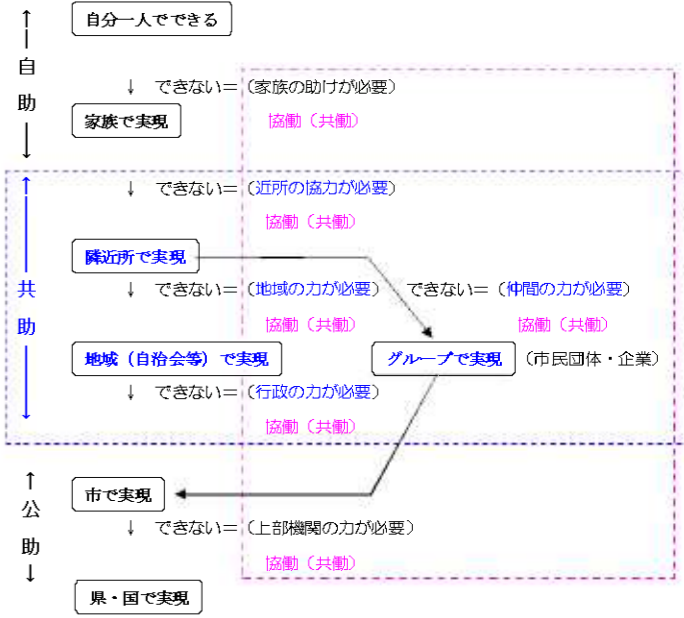 自分一人でできる
自助
↓ できない＝（家族の助けが必要）
家族で実現
協働（共働）
↓ できない＝（近所の協力が必要）
協働（共働）
隣近所で実現
共助
↓ できない＝（地域の力が必要） できない＝（仲間の力が必要）
協働（共働） 協働（共働）
地域（自治会等）で実現 グループで実現 （市民団体・企業）
↓ できない＝（行政の力が必要）
協働（共働）
公助
市で実現
↓ できない＝（上部機関の力が必要）
協働（共働）
県・国で実現